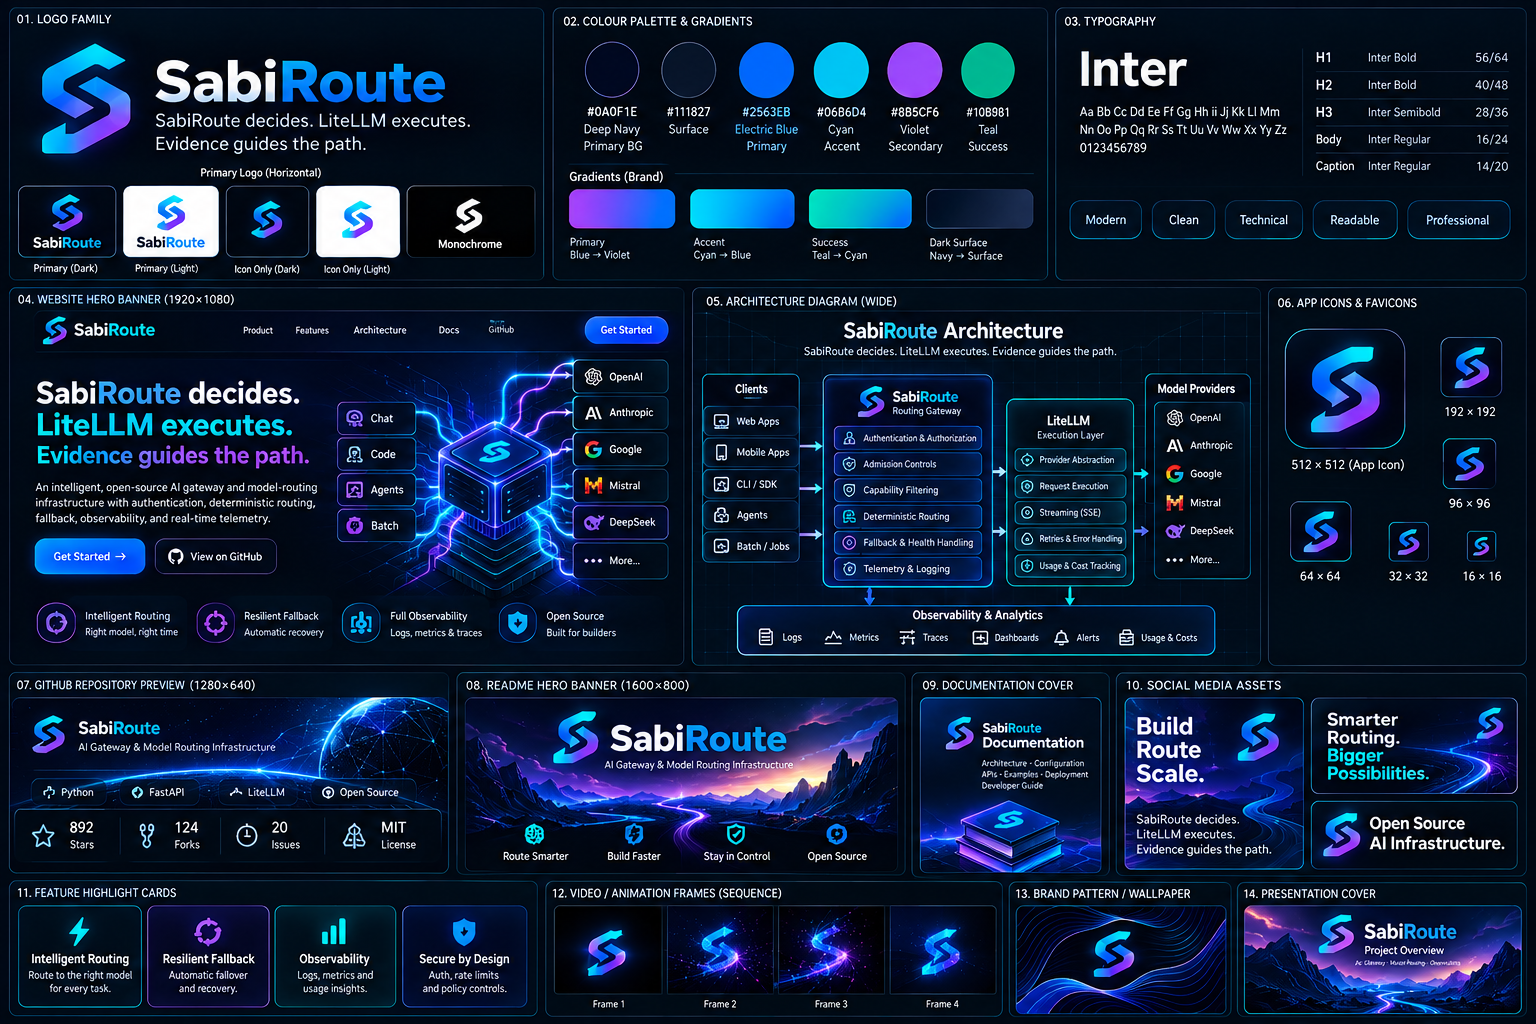 01. LOGO FAMILY
SabiRoute
SabiRoute decides. LiteLLM executes.
Evidence guides the path.
Primary Logo (Horizontal)
SabiRoute
SabiRoute
Monochrome
Primary (Dark)
Primary (Light)
Icon Only (Dark)
Icon Only (Light)
02. COLOUR PALETTE & GRADIENTS
#0A0F1E
Deep Navy
Primary BG
#111827
Surface
#2563EB
Electric Blue
Primary
#06B6D4
Cyan
Accent
#8B5CF6
Violet
Secondary
#10B981
Teal
Success
Gradients (Brand)
Primary
Blue → Violet
Accent
Cyan → Blue
Success
Teal → Cyan
Dark Surface
Navy → Surface
03. TYPOGRAPHY
Inter
Aa Bb Cc Dd Ee Ff Gg Hh ii Jj Kk Ll Mm
Nn Oo Pp Qq Rr Ss Tt Uu Vv Ww Xx Yy Zz
0123456789
H1 Inter Bold 56/64
H2 Inter Bold 40/48
H3 Inter Semibold 28/36
Body Inter Regular 16/24
Caption Inter Regular 14/20
Modern
Clean
Technical
Readable
Professional
04. WEBSITE HERO BANNER (1920×1080)
SabiRoute
Product
Features
Architecture
Docs
GitHub
Get Started
SabiRoute decides.
LiteLLM executes.
Evidence guides the path.
An intelligent, open-source AI gateway and model-routing
infrastructure with authentication, deterministic routing,
fallback, observability, and real-time telemetry.
Get Started →
View on GitHub
Chat
Code
Agents
Batch
OpenAI
Anthropic
Google
Mistral
DeepSeek
More...
Intelligent Routing
Right model, right time
Resilient Fallback
Automatic recovery
Full Observability
Logs, metrics & traces
Open Source
Built for builders
05. ARCHITECTURE DIAGRAM (WIDE)
SabiRoute Architecture
SabiRoute decides. LiteLLM executes. Evidence guides the path.
Clients
Web Apps
Mobile Apps
CLI / SDK
Agents
Batch / Jobs
SabiRoute
Routing Gateway
Authentication & Authorization
Admission Controls
Capability Filtering
Deterministic Routing
Fallback & Health Handling
Telemetry & Logging
LiteLLM
Execution Layer
Provider Abstraction
Request Execution
Streaming (SSE)
Retries & Error Handling
Usage & Cost Tracking
Model Providers
OpenAI
Anthropic
Google
Mistral
DeepSeek
More...
Observability & Analytics
Logs
Metrics
Traces
Dashboards
Alerts
Usage & Costs
06. APP ICONS & FAVICONS
512 × 512 (App Icon)
192 × 192
96 × 96
64 × 64
32 × 32
16 × 16
07. GITHUB REPOSITORY PREVIEW (1280×640)
SabiRoute
AI Gateway & Model Routing Infrastructure
Python
FastAPI
LiteLLM
Open Source
892
Stars
124
Forks
20
Issues
MIT
License
08. README HERO BANNER (1600×800)
SabiRoute
AI Gateway & Model Routing Infrastructure
Route Smarter
Build Faster
Stay in Control
Open Source
09. DOCUMENTATION COVER
SabiRoute
Documentation
Architecture · Configuration
APIs · Examples · Deployment
Developer Guide
10. SOCIAL MEDIA ASSETS
Build
Route
Scale.
SabiRoute decides.
LiteLLM executes.
Evidence guides the path.
Smarter
Routing.
Bigger
Possibilities.
Open Source
AI Infrastructure.
11. FEATURE HIGHLIGHT CARDS
Intelligent Routing
Route to the right model
for every task.
Resilient Fallback
Automatic failover
and recovery.
Observability
Logs, metrics and
usage insights.
Secure by Design
Auth, rate limits
and policy controls.
12. VIDEO / ANIMATION FRAMES (SEQUENCE)
Frame 1
Frame 2
Frame 3
Frame 4
13. BRAND PATTERN / WALLPAPER
14. PRESENTATION COVER
SabiRoute
Project Overview